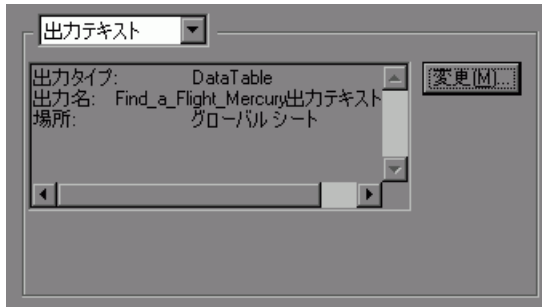 出力テキスト
出力タイプ: DataTable
出力名: Find_a_Flight_Mercury出力テキスト
場所: グローバル シート
変更(M)...